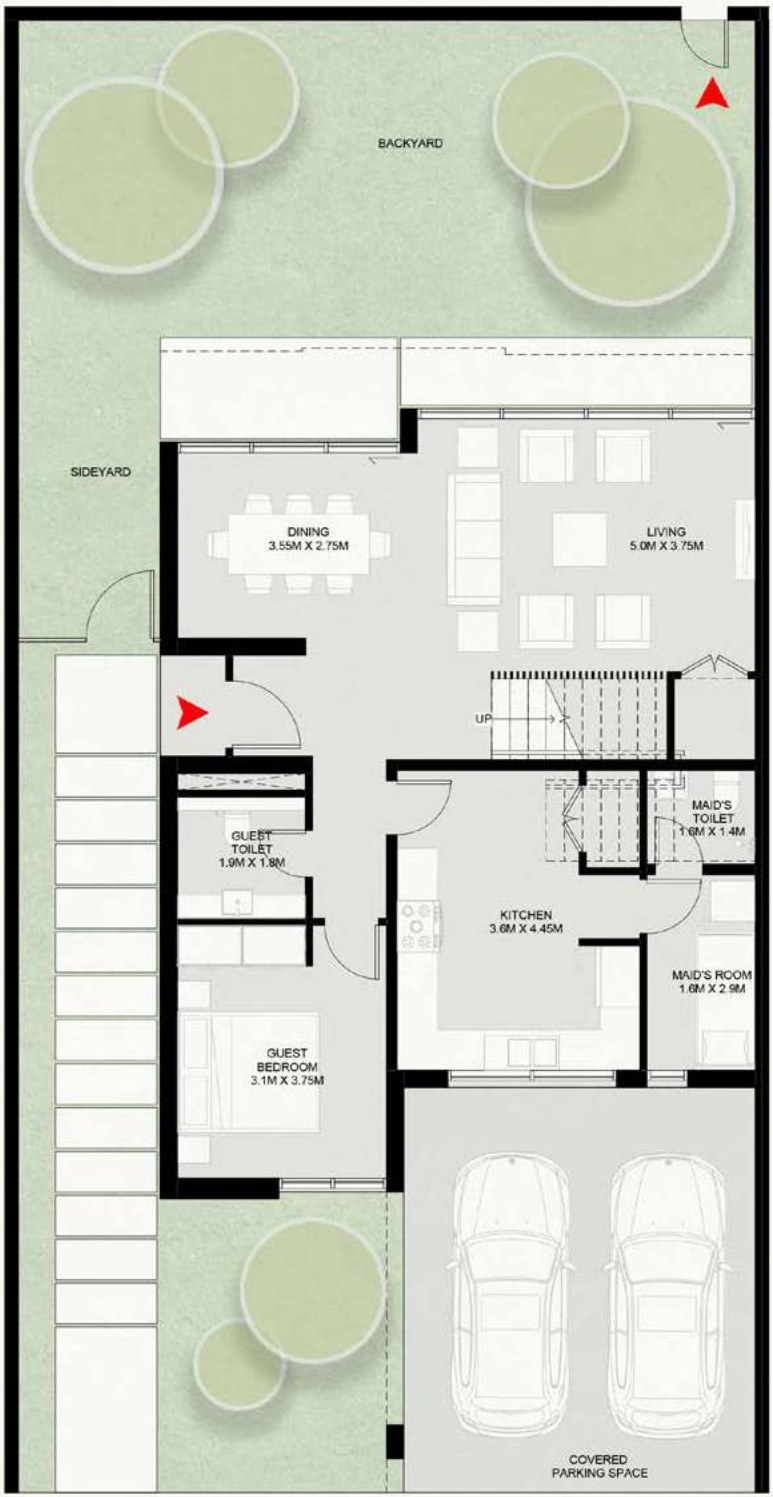 BACKYARD
SIDEYARD
DINING
3.55M X 2.75M
LIVING
5.0M X 3.75M
UP
GUEST
TOILET
1.9M X 1.8M
MAID'S
TOILET
1.6M X 1.4M
KITCHEN
3.6M X 4.45M
MAID'S ROOM
1.6M X 2.9M
GUEST
BEDROOM
3.1M X 3.75M
COVERED
PARKING SPACE